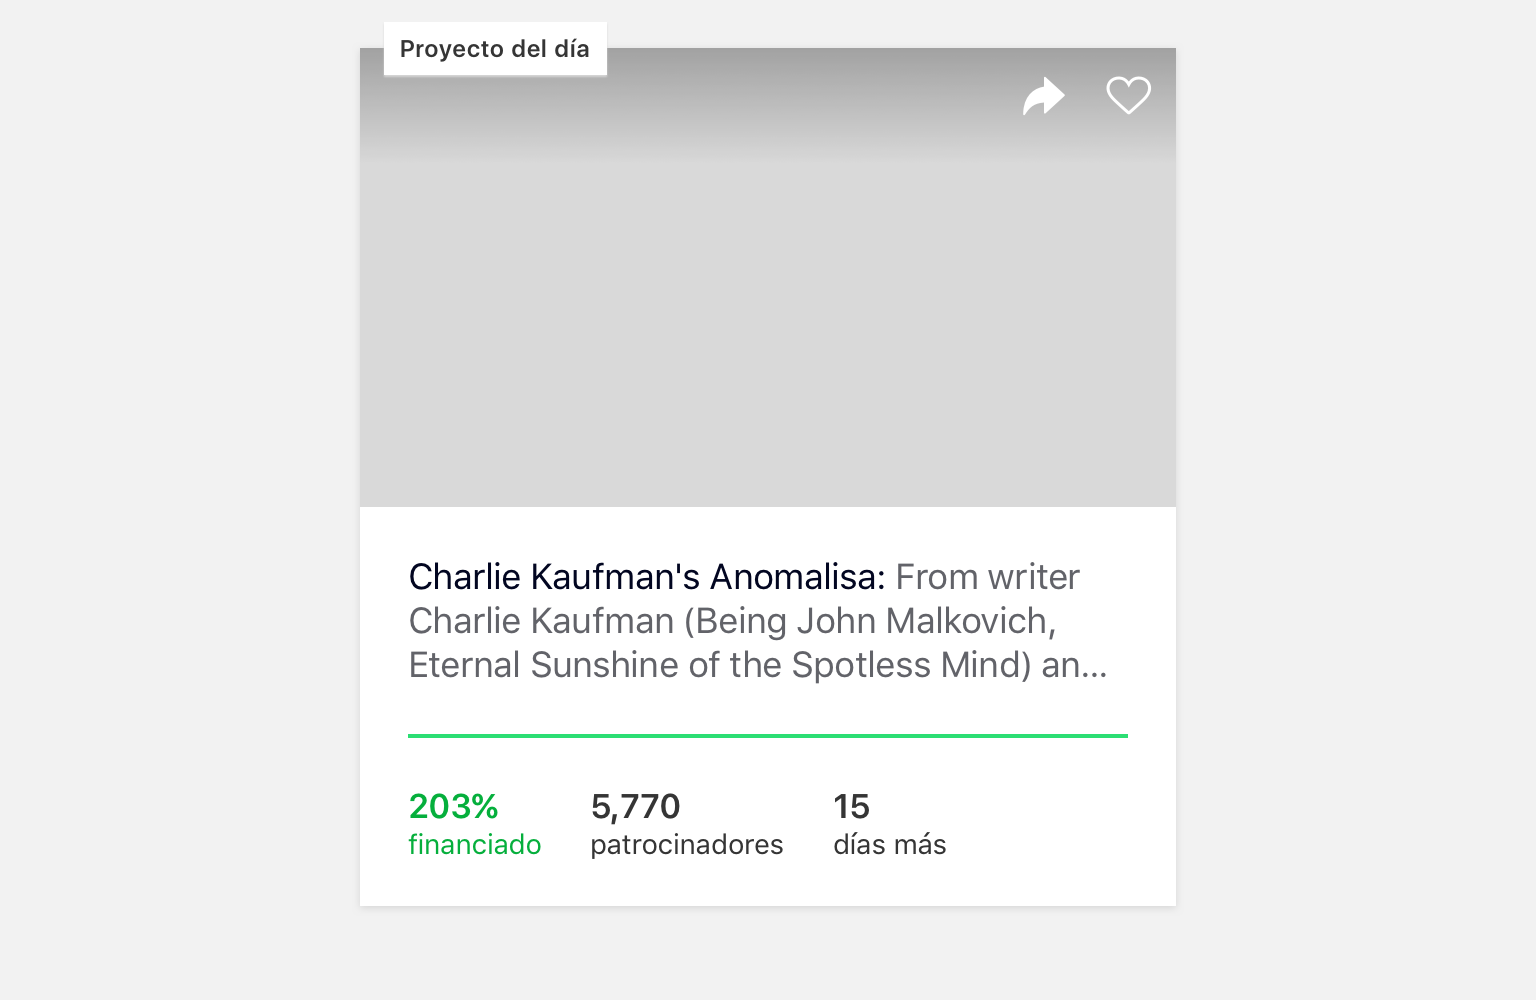 Proyecto del día
Charlie Kaufman's Anomalisa: From writer
Charlie Kaufman (Being John Malkovich,
Eternal Sunshine of the Spotless Mind) an...
203%
financiado
5,770
patrocinadores
15
días más